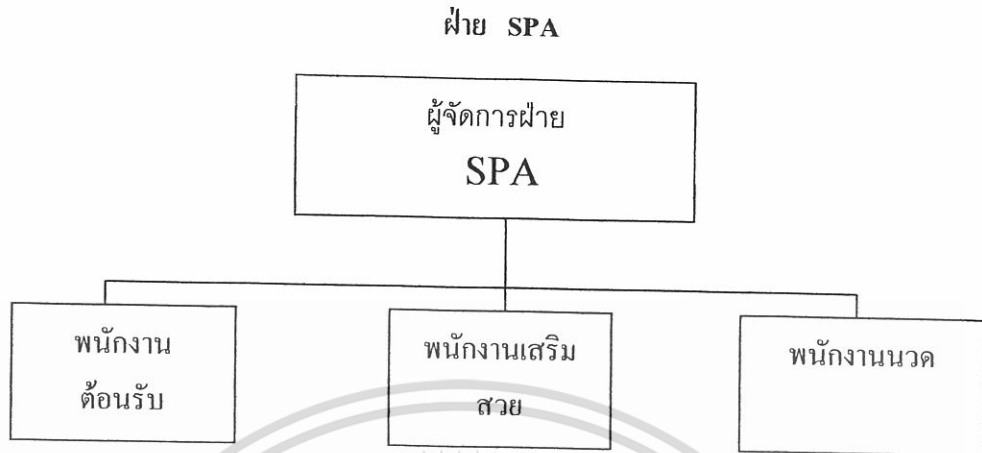 ฝ่าย SPA
ผู้จัดการฝ่าย
SPA
พนักงาน
ต้อนรับ
พนักงานเสริม
สวย
พนักงานนวด